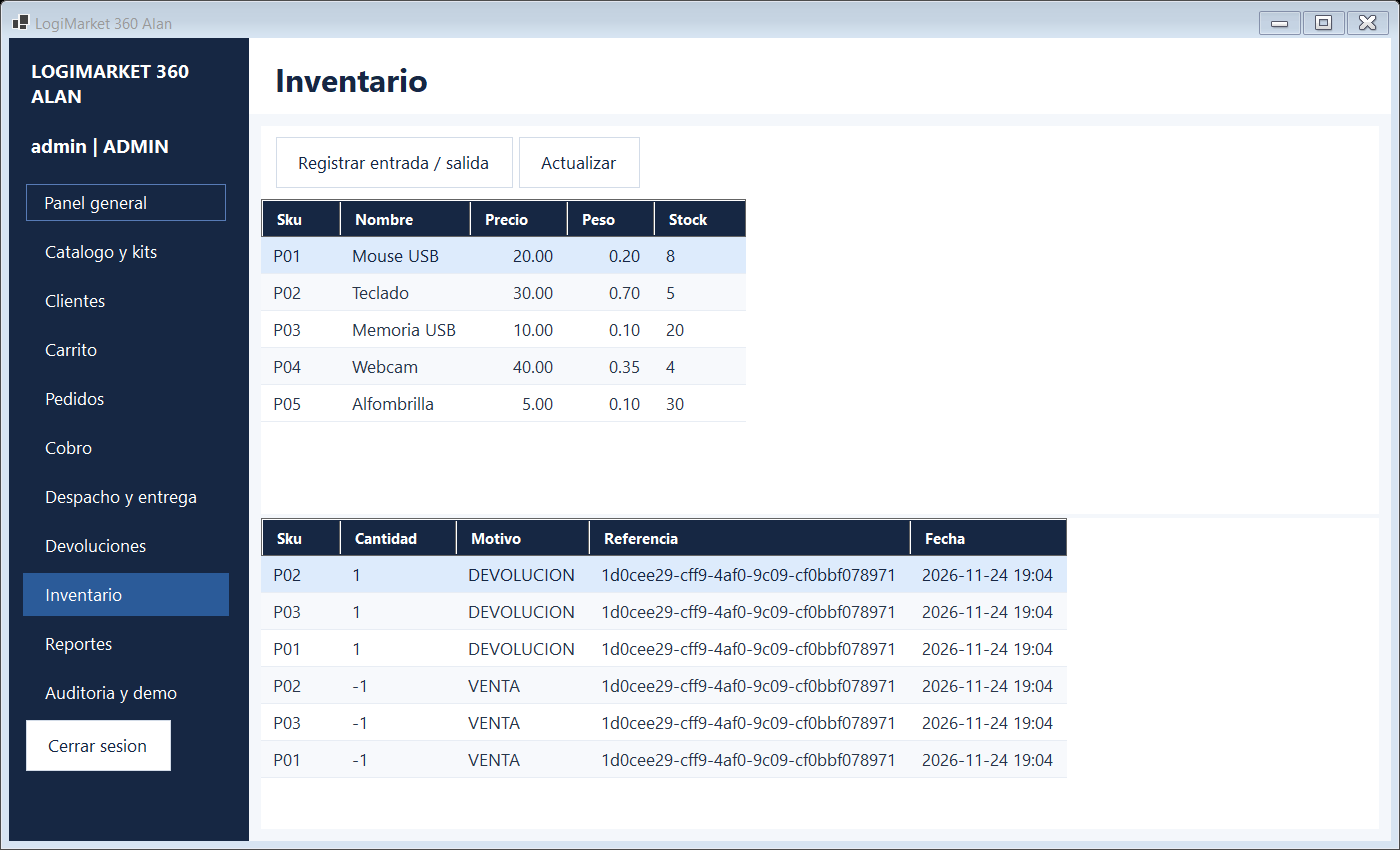 LogiMarket 360 Alan
LOGIMARKET 360
ALAN
admin | ADMIN
Panel general
Catalogo y kits
Clientes
Carrito
Pedidos
Cobro
Despacho y entrega
Devoluciones
Inventario
Reportes
Auditoria y demo
Cerrar sesion
Inventario
Registrar entrada / salida Actualizar
Sku Nombre Precio Peso Stock
P01 Mouse USB 20.00 0.20 8
P02 Teclado 30.00 0.70 5
P03 Memoria USB 10.00 0.10 20
P04 Webcam 40.00 0.35 4
P05 Alfombrilla 5.00 0.10 30
Sku Cantidad Motivo Referencia Fecha
P02 1 DEVOLUCION 1d0cee29-cff9-4af0-9c09-cf0bbf078971 2026-11-24 19:04
P03 1 DEVOLUCION 1d0cee29-cff9-4af0-9c09-cf0bbf078971 2026-11-24 19:04
P01 1 DEVOLUCION 1d0cee29-cff9-4af0-9c09-cf0bbf078971 2026-11-24 19:04
P02 -1 VENTA 1d0cee29-cff9-4af0-9c09-cf0bbf078971 2026-11-24 19:04
P03 -1 VENTA 1d0cee29-cff9-4af0-9c09-cf0bbf078971 2026-11-24 19:04
P01 -1 VENTA 1d0cee29-cff9-4af0-9c09-cf0bbf078971 2026-11-24 19:04